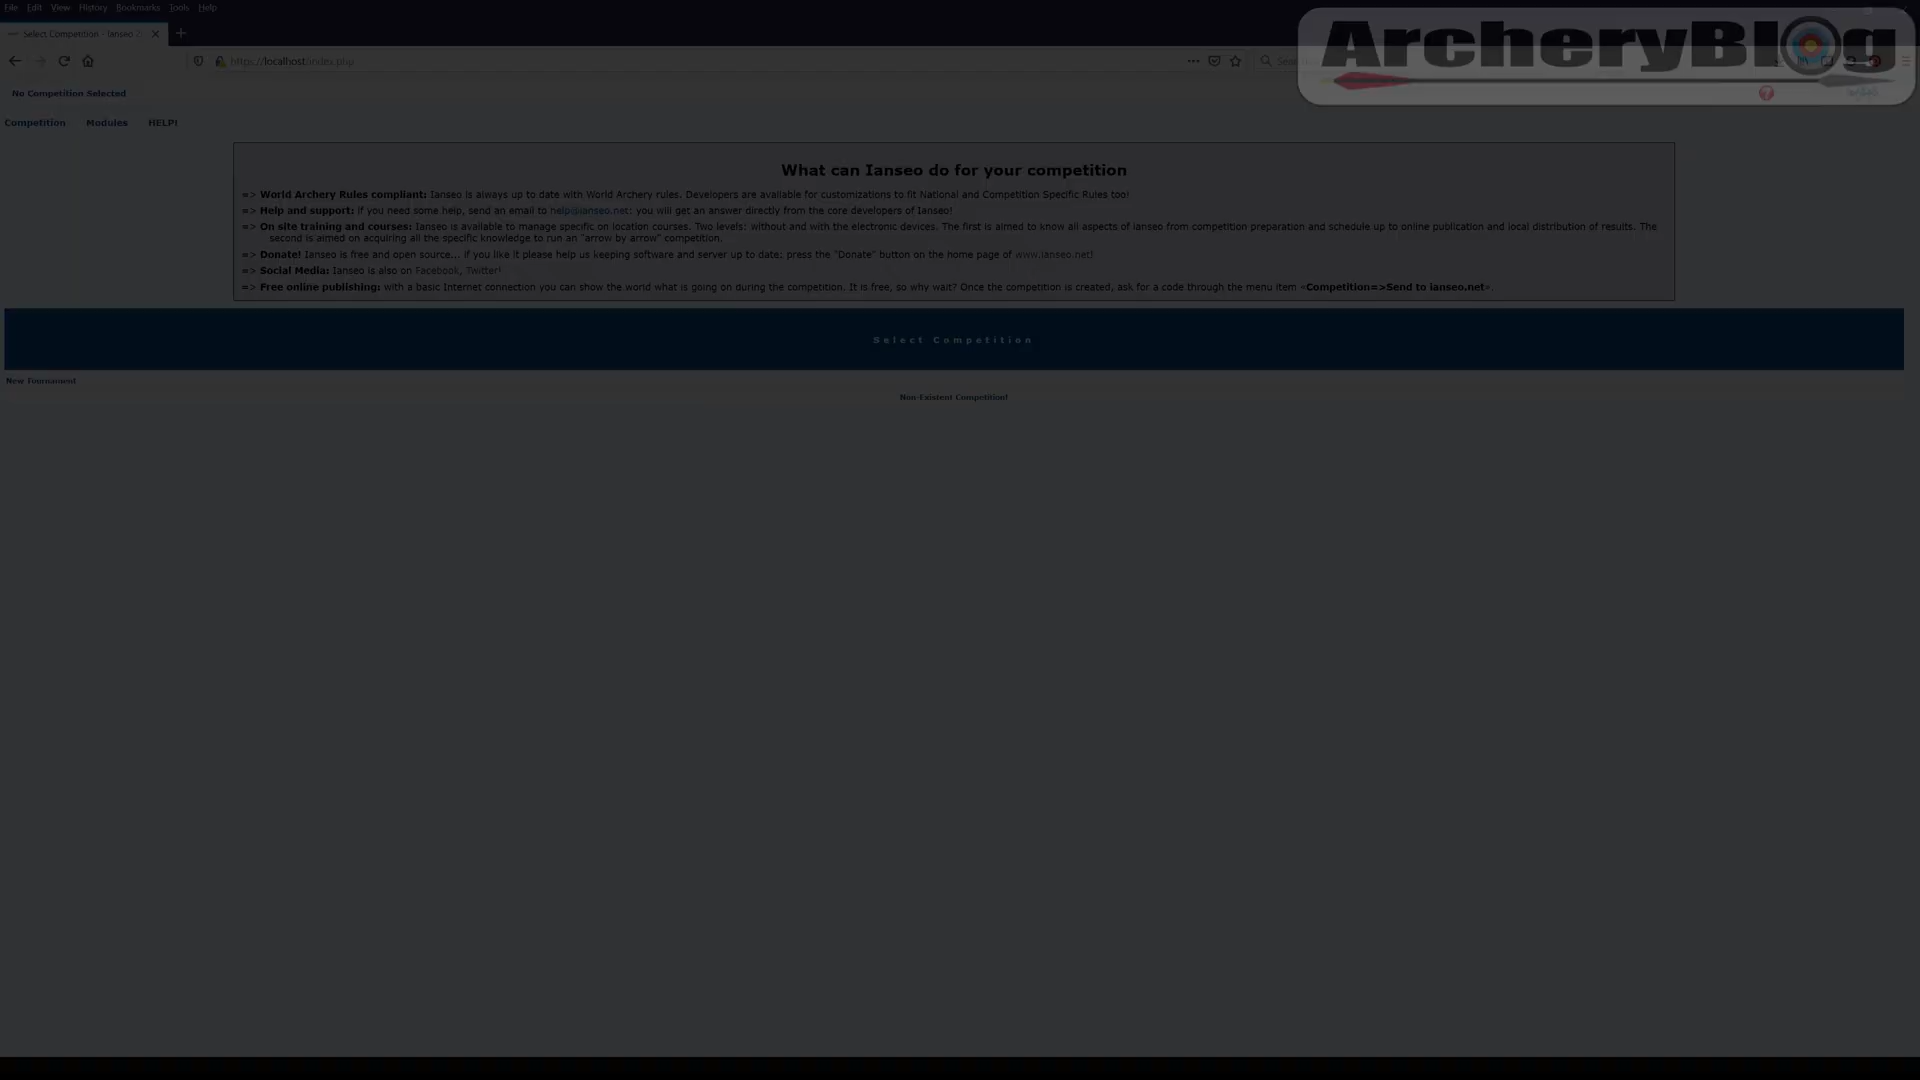 File Edit View History Bookmarks Tools Help
Select Competition - Ianseo
https://localhost/index.php
ArcheryBlog
No Competition Selected
Competition Modules HELP!
What can Ianseo do for your competition
=> World Archery Rules compliant: Ianseo is always up to date with World Archery rules. Developers are available for customizations to fit National and Competition Specific Rules too!
=> Help and support: if you need some help, send an email to help@ianseo.net: you will get an answer directly from the core developers of Ianseo!
=> On site training and courses: Ianseo is available to manage specific on location courses. Two levels: without and with the electronic devices. The first is aimed to know all aspects of Ianseo from competition preparation and schedule up to online publication and local distribution of results. The
second is aimed on acquiring all the specific knowledge to run an "arrow by arrow" competition.
=> Donate! Ianseo is free and open source... if you like it please help us keeping software and server up to date: press the "Donate" button on the home page of www.ianseo.net!
=> Social Media: Ianseo is also on Facebook, Twitter!
=> Free online publishing: with a basic Internet connection you can show the world what is going on during the competition. It is free, so why wait? Once the competition is created, ask for a code through the menu item «Competition=>Send to ianseo.net».
Select Competition
New Tournament
Non-Existent Competition!